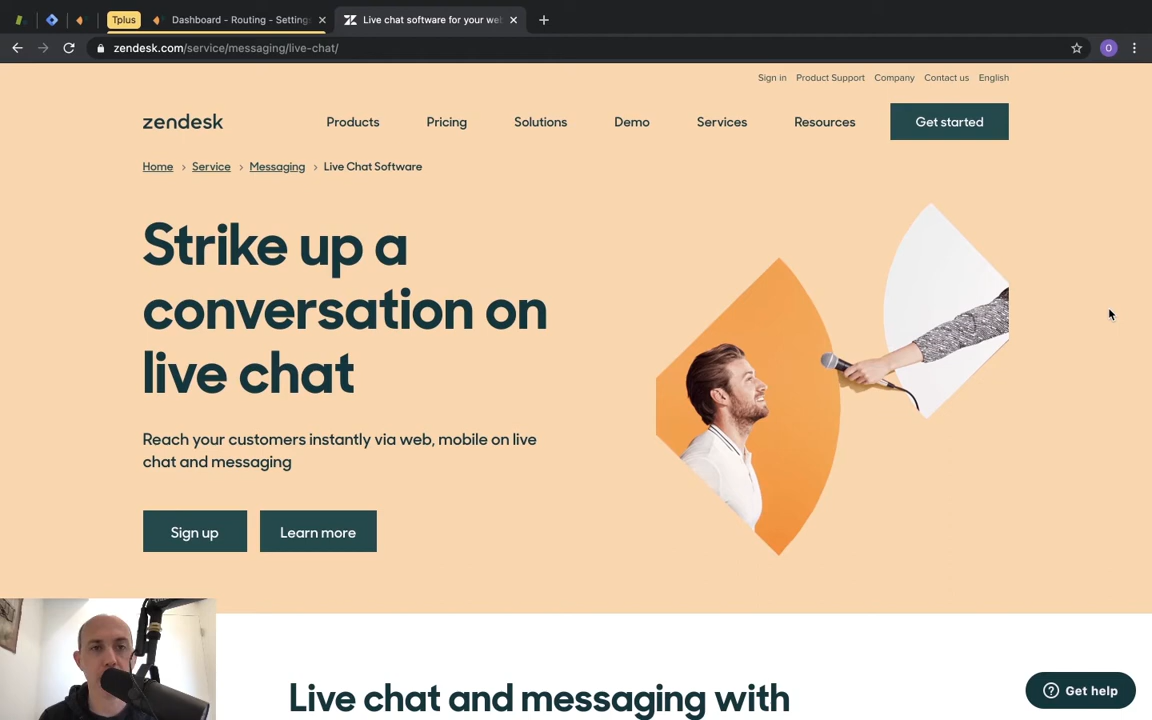 Tplus
Dashboard - Routing - Settings
Live chat software for your web
zendesk.com/service/messaging/live-chat/
O
Sign in Product Support Company Contact us English
zendesk Products Pricing Solutions Demo Services Resources Get started
Home > Service > Messaging > Live Chat Software
Strike up a
conversation on
live chat
Reach your customers instantly via web, mobile on live
chat and messaging
Sign up Learn more
Get help
Live chat and messaging with